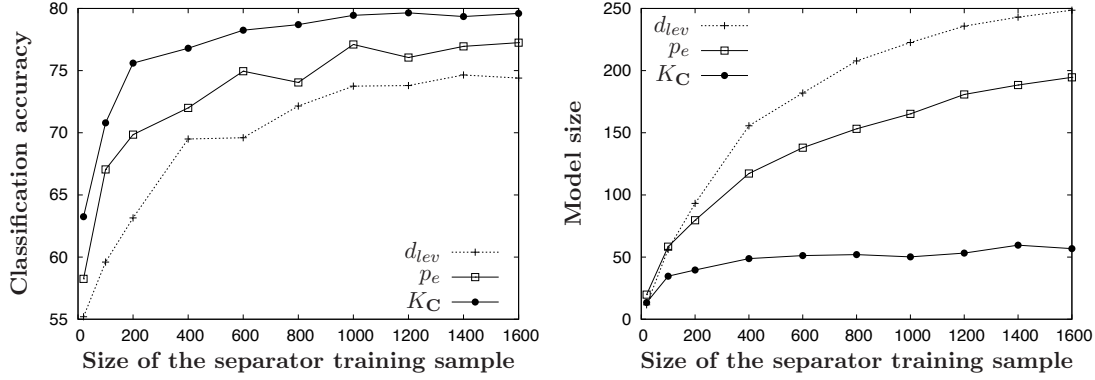 Classification accuracy
80
75
70
65
60
55
0 200 400 600 800 1000 1200 1400 1600
Size of the separator training sample
d_lev
p_e
K_C
Model size
250
200
150
100
50
0
0 200 400 600 800 1000 1200 1400 1600
Size of the separator training sample
d_lev
p_e
K_C